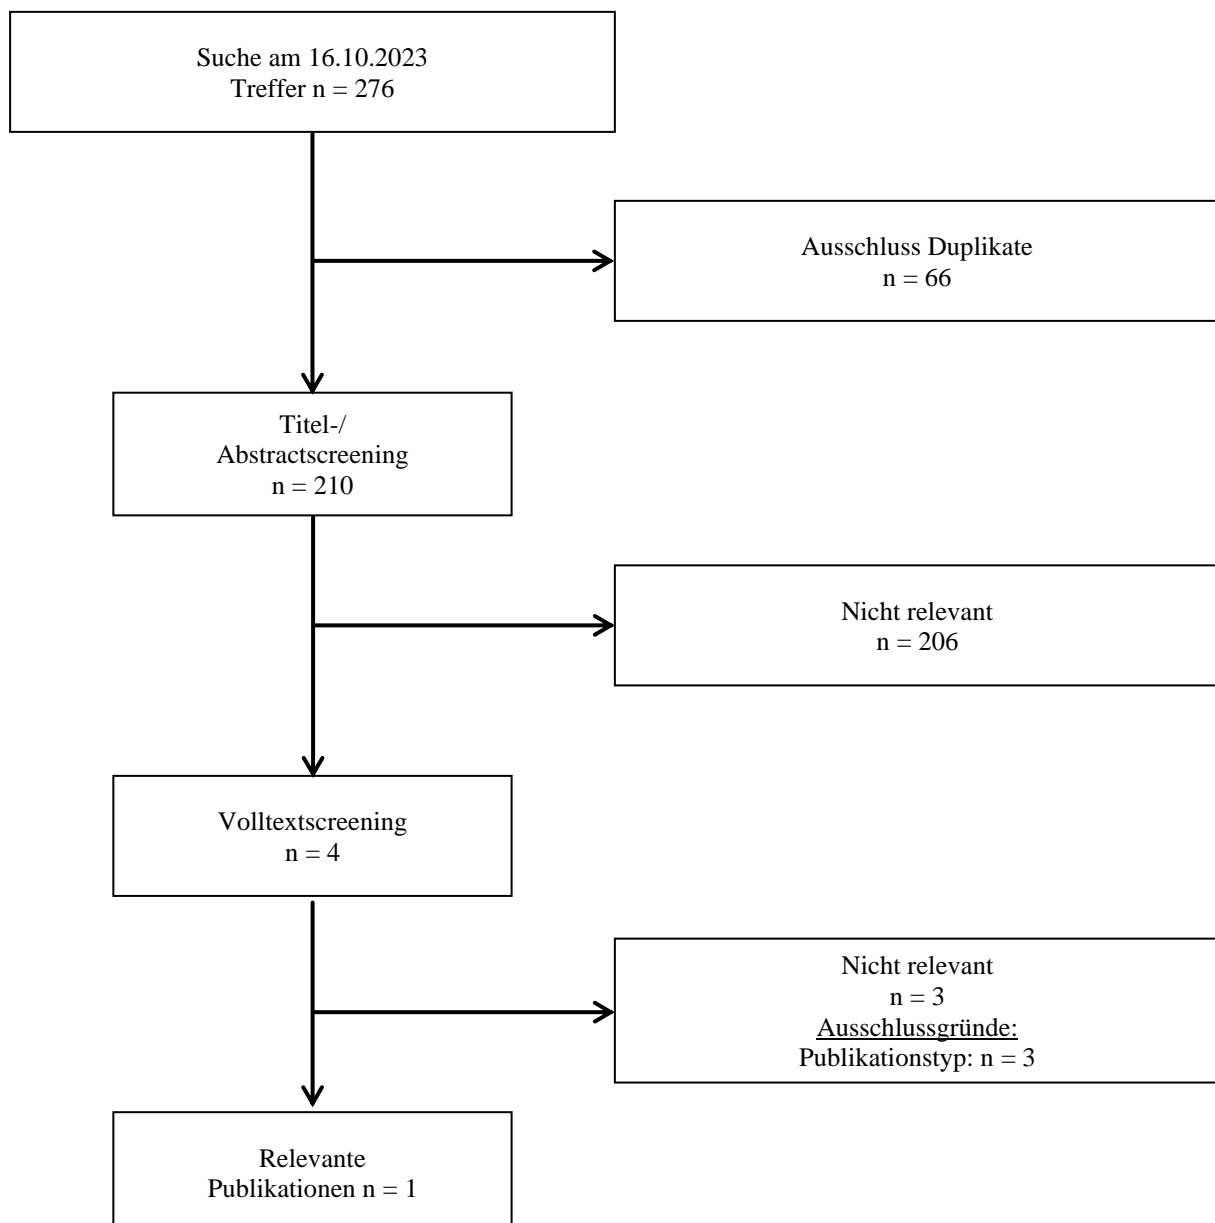 Suche am 16.10.2023
Treffer n = 276
Ausschluss Duplikate
n = 66
Titel-/
Abstractscreening
n = 210
Nicht relevant
n = 206
Volltextscreening
n = 4
Nicht relevant
n = 3
Ausschlussgründe:
Publikationstyp: n = 3
Relevante
Publikationen n = 1